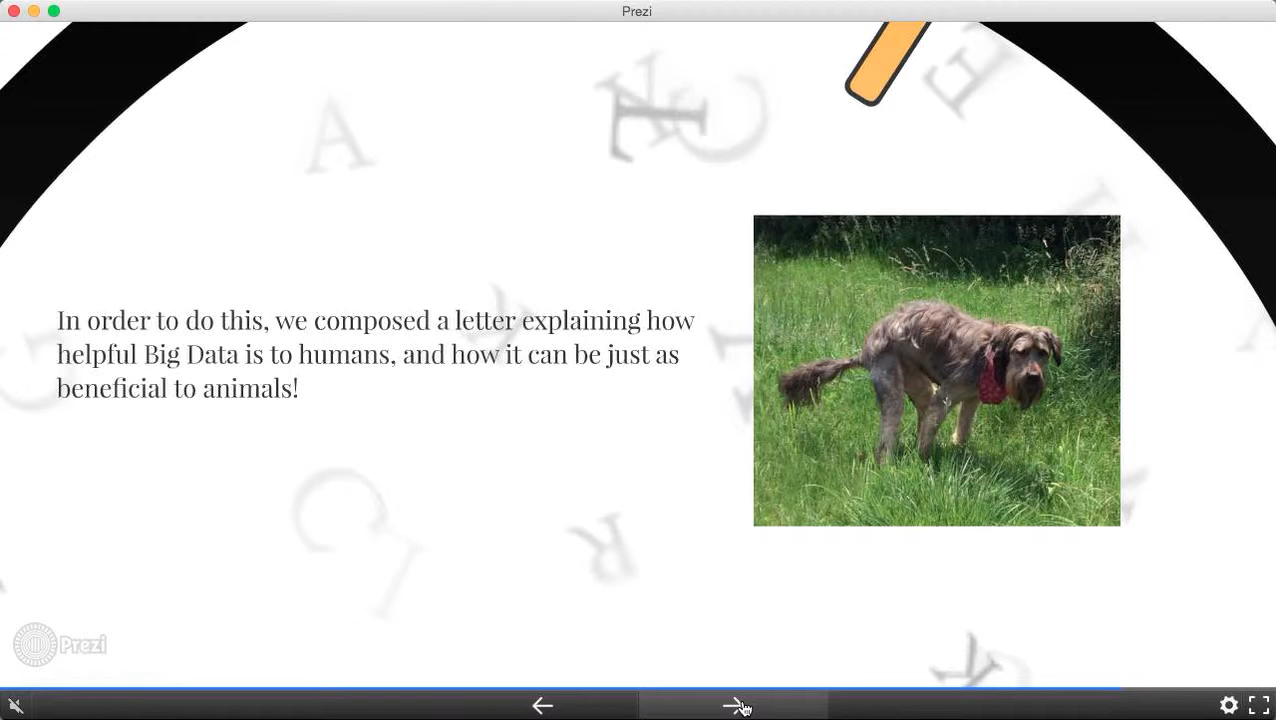 Prezi
In order to do this, we composed a letter explaining how
helpful Big Data is to humans, and how it can be just as
beneficial to animals!
Prezi